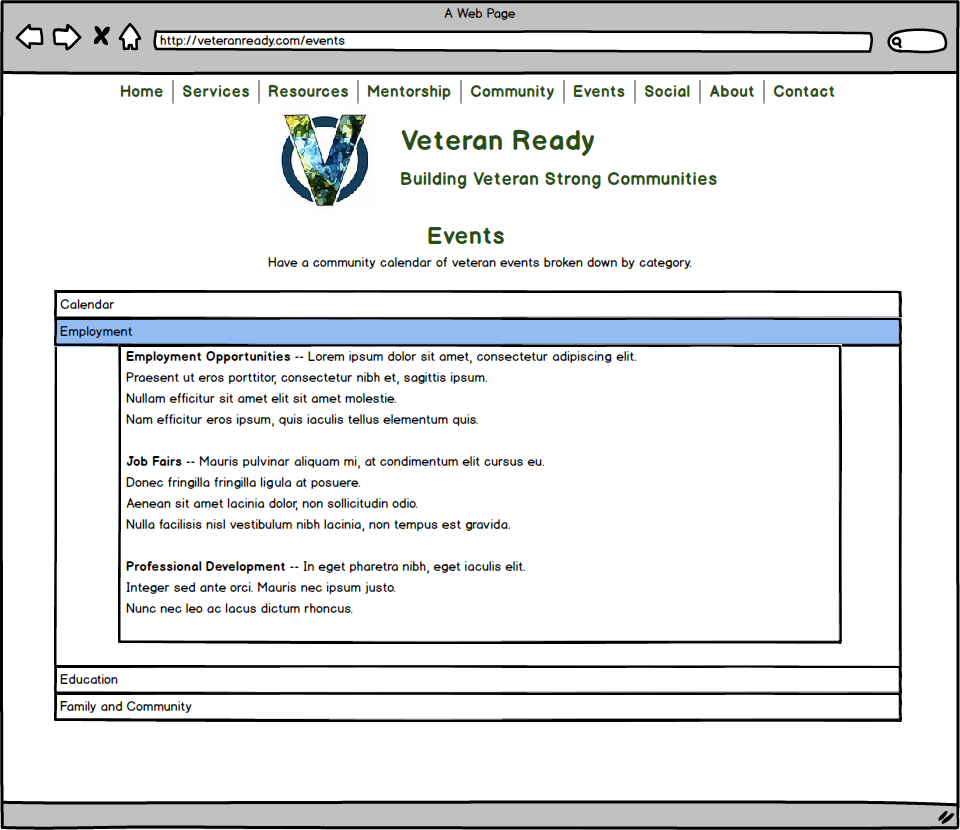 A Web Page
http://veteranready.com/events
Home Services Resources Mentorship Community Events Social About Contact
V
Veteran Ready
Building Veteran Strong Communities
Events
Have a community calendar of veteran events broken down by category.
Calendar
Employment
Employment Opportunities -- Lorem ipsum dolor sit amet, consectetur adipiscing elit.
Praesent ut eros porttitor, consectetur nibh et, sagittis ipsum.
Nullam efficitur sit amet elit sit amet molestie.
Nam efficitur eros ipsum, quis iaculis tellus elementum quis.
Job Fairs -- Mauris pulvinar aliquam mi, at condimentum elit cursus eu.
Donec fringilla fringilla ligula at posuere.
Aenean sit amet lacinia dolor, non sollicitudin odio.
Nulla facilisis nisl vestibulum nibh lacinia, non tempus est gravida.
Professional Development -- In eget pharetra nibh, eget iaculis elit.
Integer sed ante orci. Mauris nec ipsum justo.
Nunc nec leo ac lacus dictum rhoncus.
Education
Family and Community